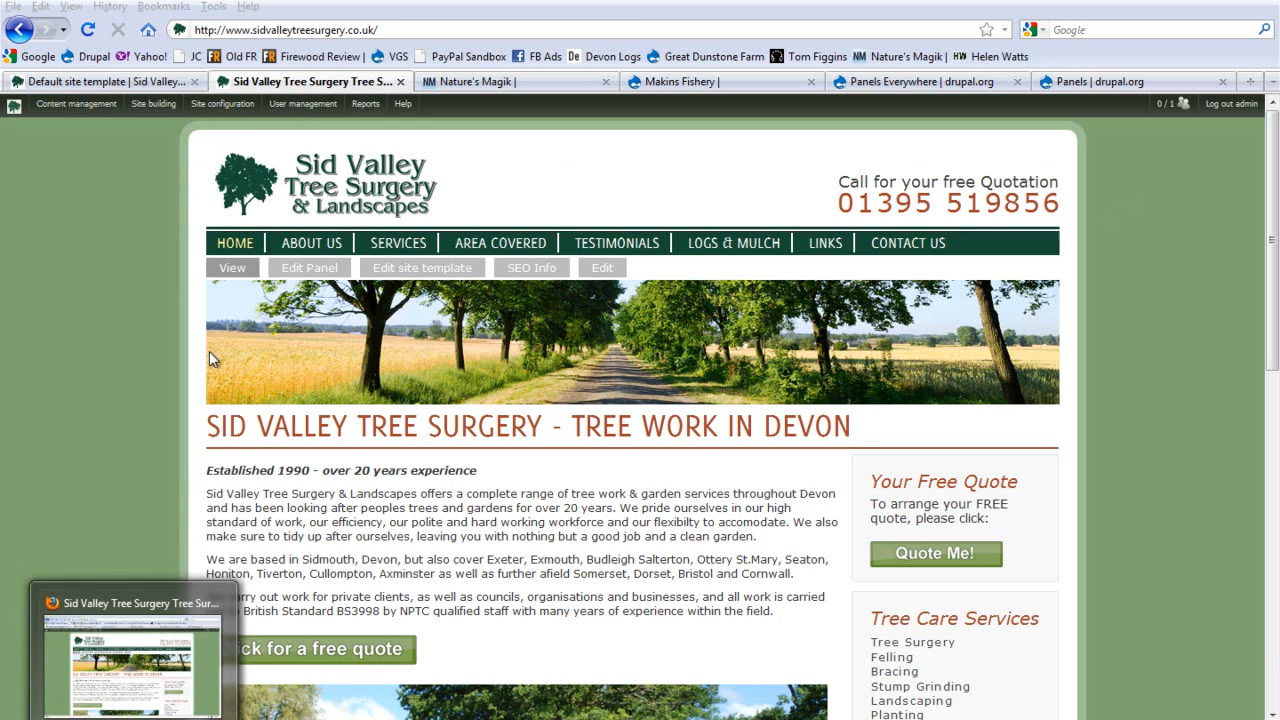 File Edit View History Bookmarks Tools Help
http://www.sidvalleytreesurgery.co.uk/
Google
Google Drupal Yahoo! JC Old FR Firewood Review | VGS PayPal Sandbox FB Ads Devon Logs Great Dunstone Farm Tom Figgins Nature's Magik | Helen Watts
Default site template | Sid Valley... Sid Valley Tree Surgery Tree S... Nature's Magik | Makins Fishery | Panels Everywhere | drupal.org Panels | drupal.org
Content management Site building Site configuration User management Reports Help 0 / 1 Log out admin
Sid Valley
Tree Surgery
& Landscapes
Call for your free Quotation
01395 519856
HOME ABOUT US SERVICES AREA COVERED TESTIMONIALS LOGS & MULCH LINKS CONTACT US
View Edit Panel Edit site template SEO Info Edit
SID VALLEY TREE SURGERY - TREE WORK IN DEVON
Established 1990 - over 20 years experience
Sid Valley Tree Surgery & Landscapes offers a complete range of tree work & garden services throughout Devon
and has been looking after peoples trees and gardens for over 20 years. We pride ourselves in our high
standard of work, our efficiency, our polite and hard working workforce and our flexibilty to accomodate. We also
make sure to tidy up after ourselves, leaving you with nothing but a good job and a clean garden.
We are based in Sidmouth, Devon, but also cover Exeter, Exmouth, Budleigh Salterton, Ottery St.Mary, Seaton,
Honiton, Tiverton, Cullompton, Axminster as well as further afield Somerset, Dorset, Bristol and Cornwall.
carry out work for private clients, as well as councils, organisations and businesses, and all work is carried
British Standard BS3998 by NPTC qualified staff with many years of experience within the field.
ck for a free quote
Your Free Quote
To arrange your FREE
quote, please click:
Quote Me!
Tree Care Services
Tree Surgery
Felling
Bracing
Stump Grinding
Landscaping
Planting
Sid Valley Tree Surgery Tree Sur...